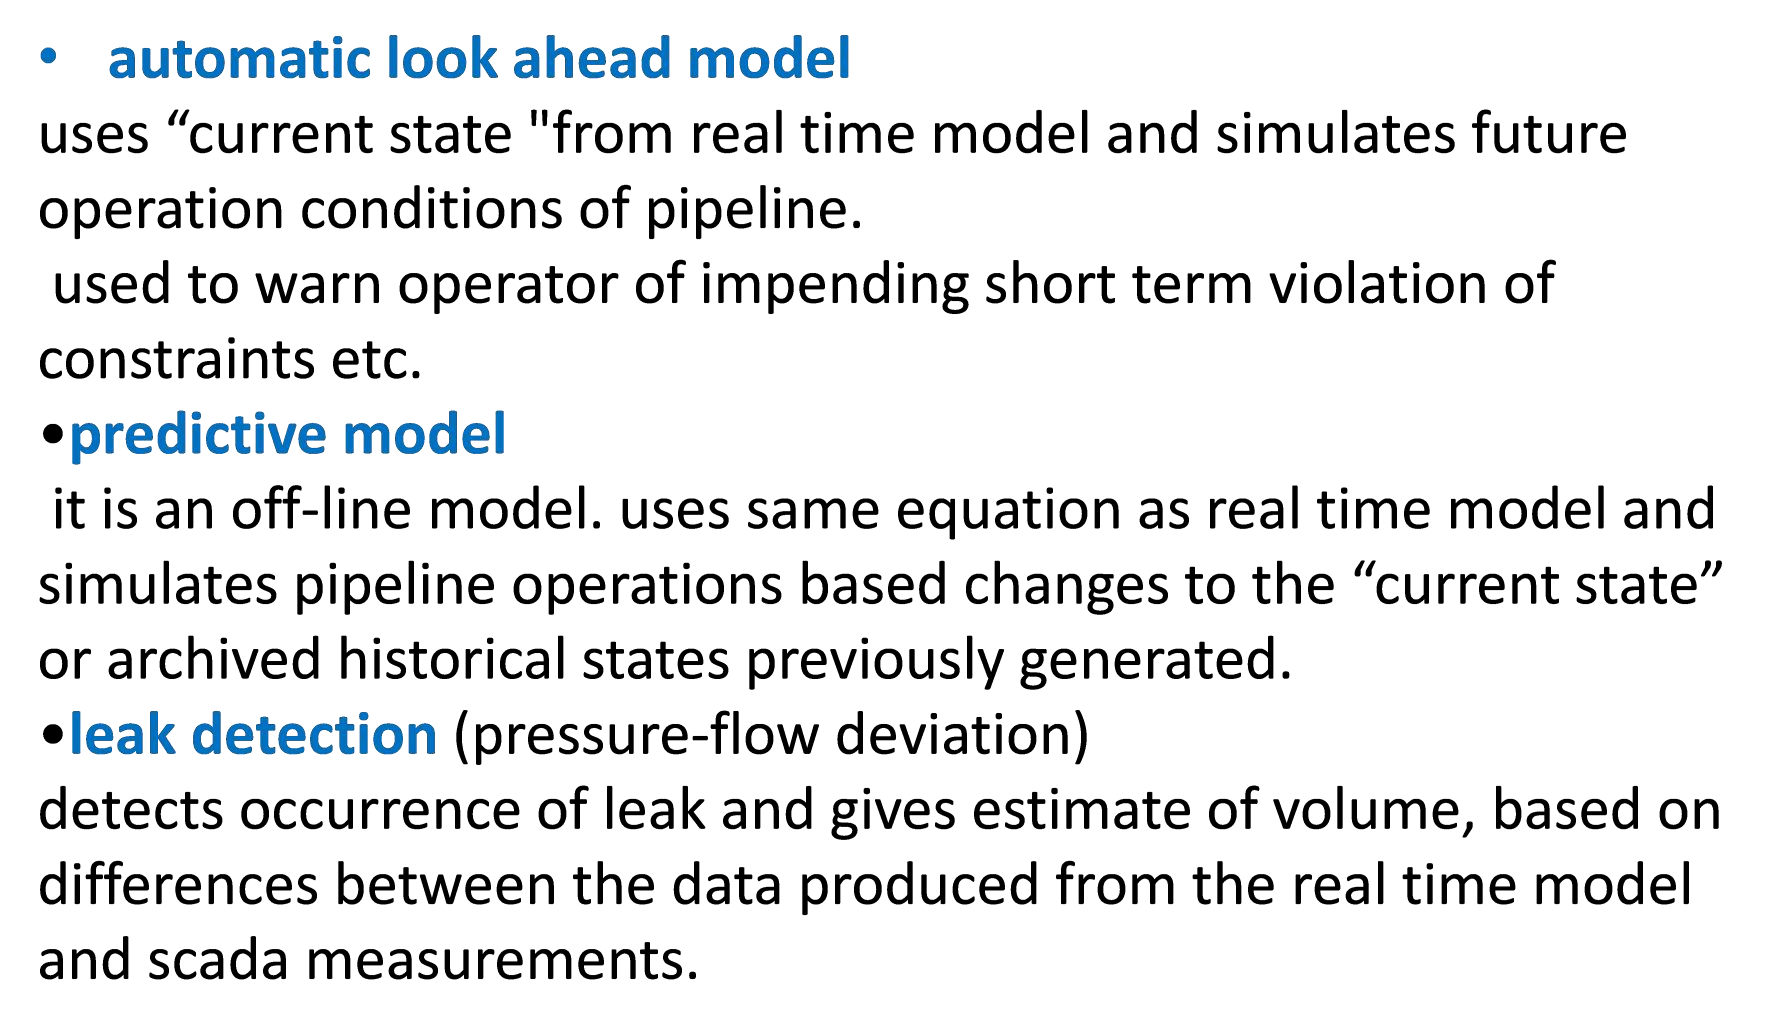 • automatic look ahead model
uses “current state "from real time model and simulates future
operation conditions of pipeline.
used to warn operator of impending short term violation of
constraints etc.
•predictive model
it is an off-line model. uses same equation as real time model and
simulates pipeline operations based changes to the “current state”
or archived historical states previously generated.
•leak detection (pressure-flow deviation)
detects occurrence of leak and gives estimate of volume, based on
differences between the data produced from the real time model
and scada measurements.